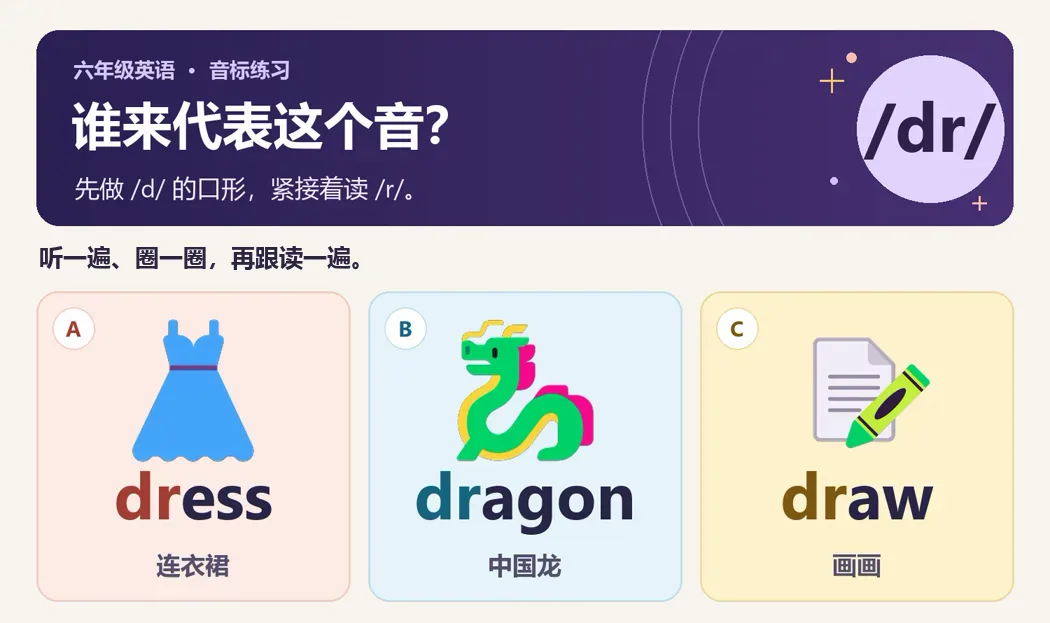 六年级英语 · 音标练习
谁来代表这个音？
先做 /d/ 的口形，紧接着读 /r/。
/dr/
听一遍、圈一圈，再跟读一遍。
A
dress
连衣裙
B
dragon
中国龙
C
draw
画画